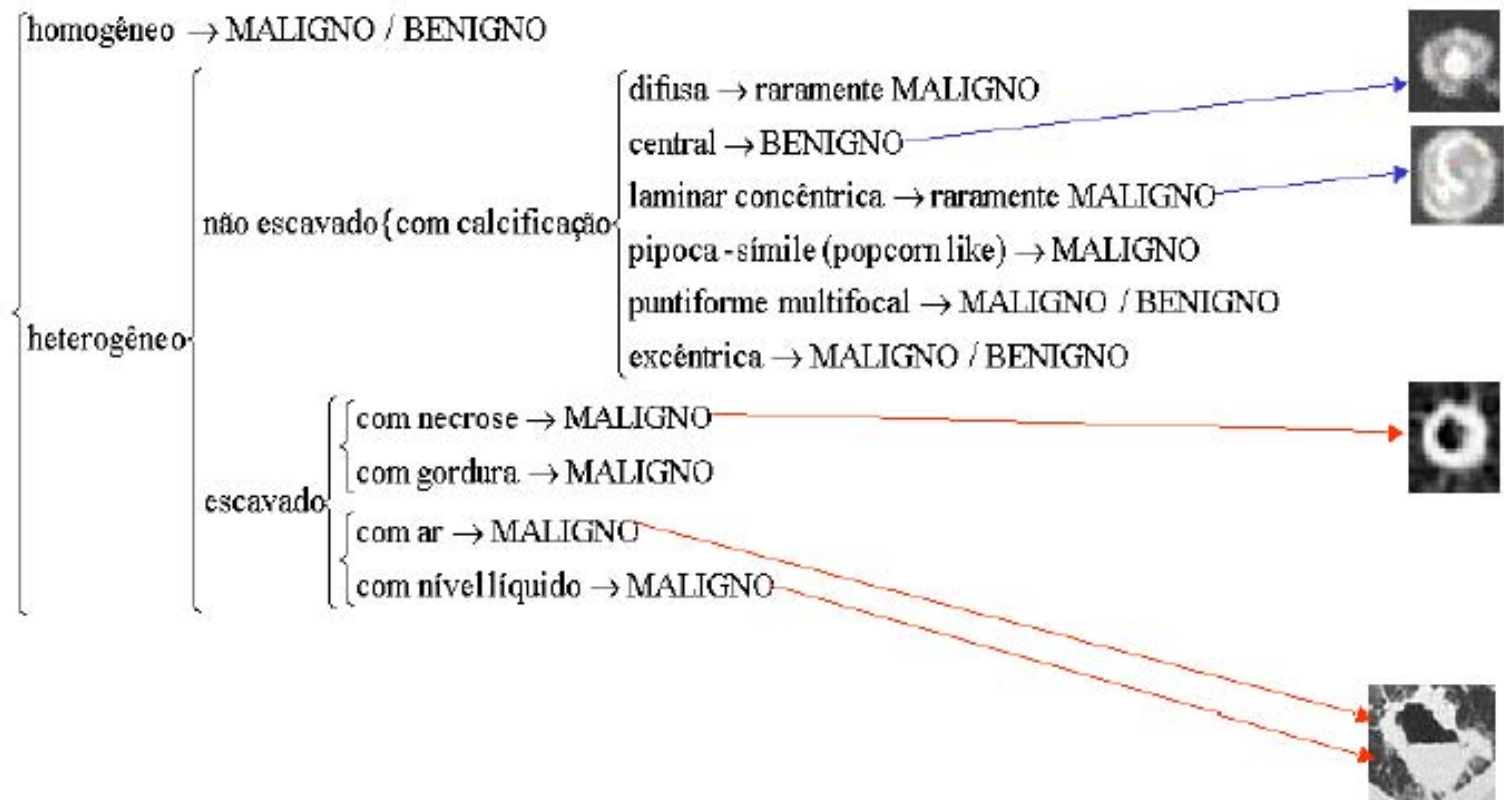 homogêneo → MALIGNO / BENIGNO
difusa → raramente MALIGNO
central → BENIGNO
laminar concêntrica → raramente MALIGNO
não escavado { com calcificação
pipoca - símile (popcorn like) → MALIGNO
puntiforme multifocal → MALIGNO / BENIGNO
heterogêneo
excêntrica → MALIGNO / BENIGNO
com necrose → MALIGNO
com gordura → MALIGNO
escavado
com ar → MALIGNO
com nível líquido → MALIGNO